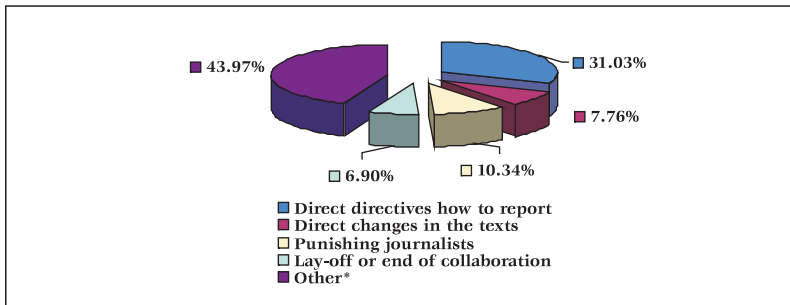 43.97%
31.03%
7.76%
6.90%
10.34%
Direct directives how to report
Direct changes in the texts
Punishing journalists
Lay-off or end of collaboration
Other*